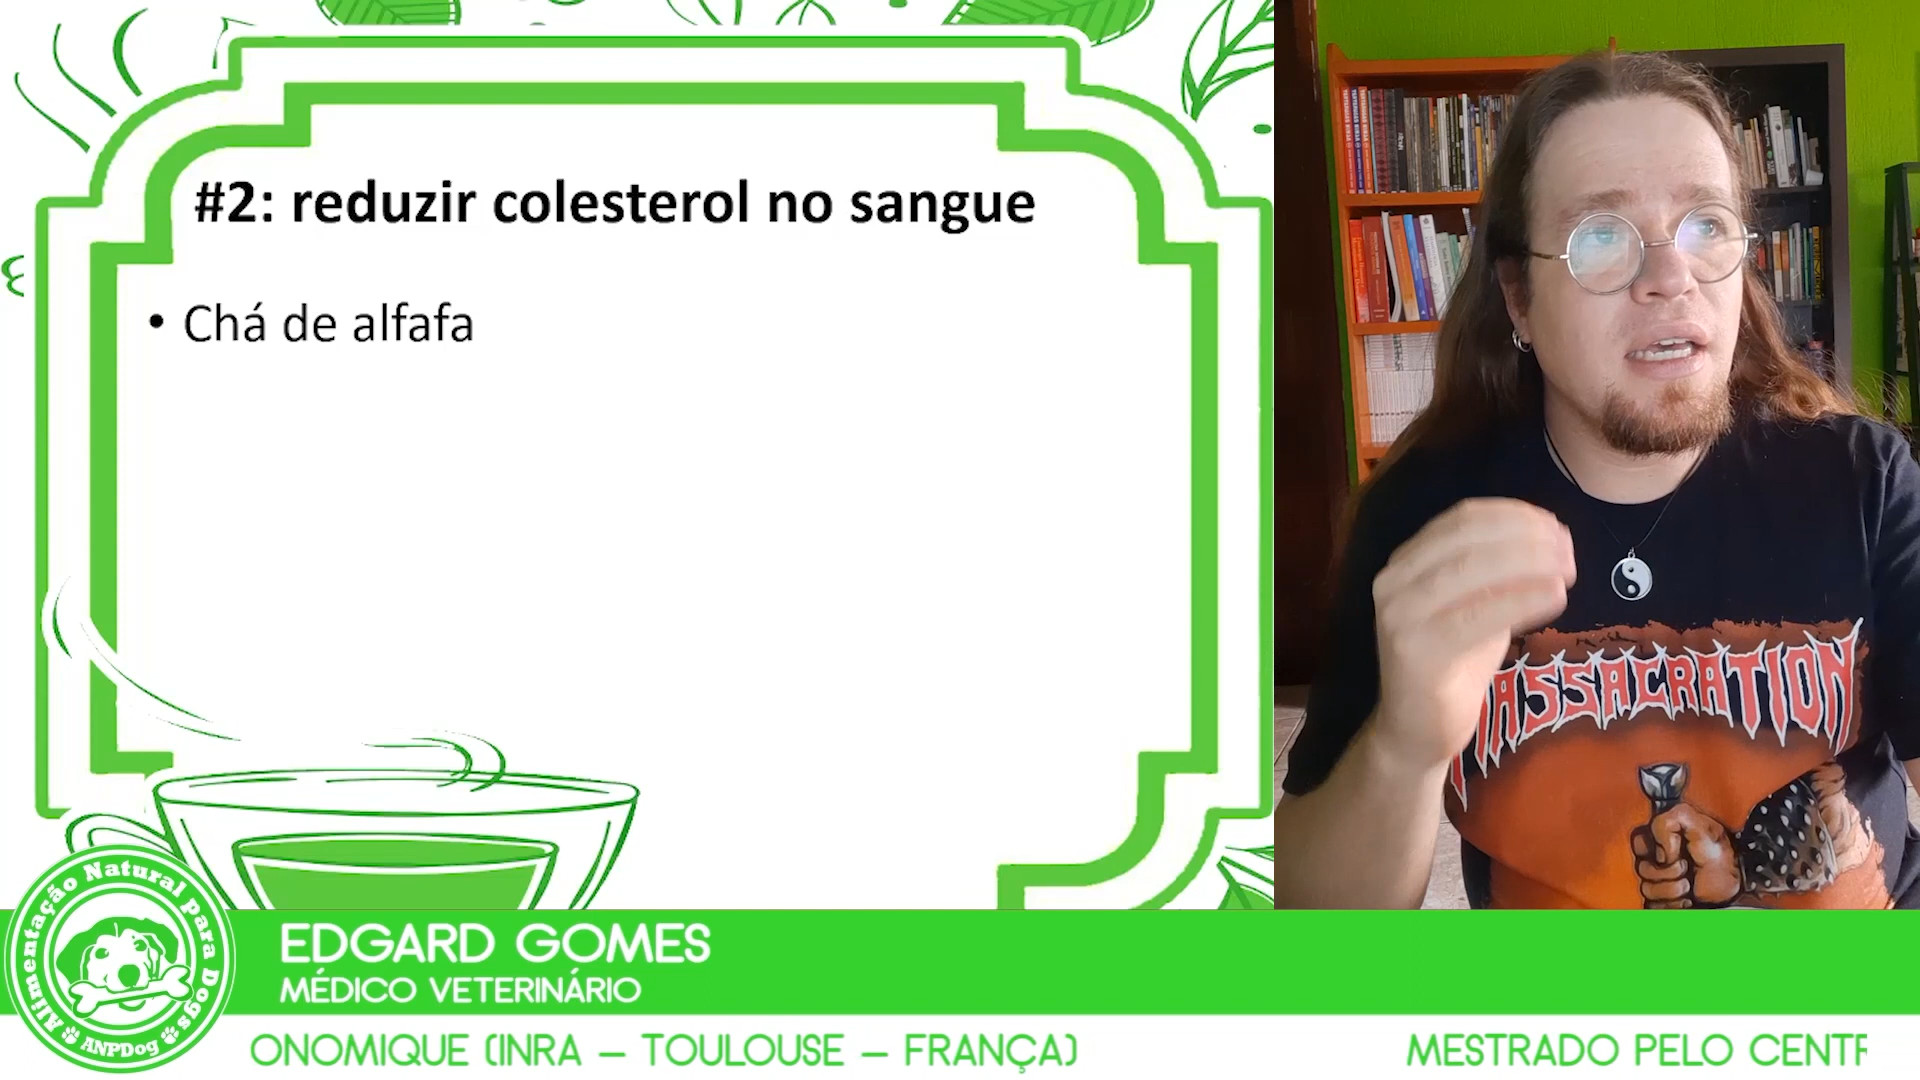 #2: reduzir colesterol no sangue
• Chá de alfafa
MASSACRATION
Alimentação Natural para Dogs
ANPDog
EDGARD GOMES
MÉDICO VETERINÁRIO
ONOMIQUE (INRA – TOULOUSE – FRANÇA)
MESTRADO PELO CENTR